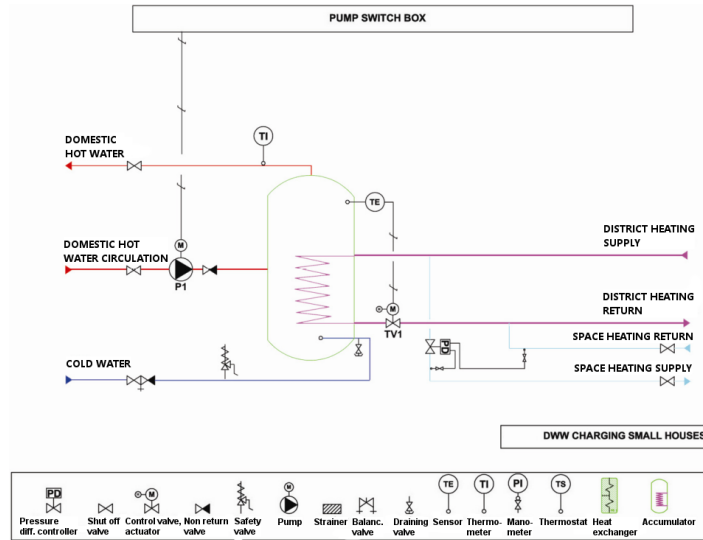 PUMP SWITCH BOX
TI
DOMESTIC
HOT WATER
TE
DOMESTIC HOT
WATER CIRCULATION
M
P1
DISTRICT HEATING
SUPPLY
M
TV1
DISTRICT HEATING
RETURN
PD
SPACE HEATING RETURN
COLD WATER
SPACE HEATING SUPPLY
DWW CHARGING SMALL HOUSES
PD
M
M
TE
TI
PI
TS
Pressure
diff. controller
Shut off
valve
Control valve,
actuator
Non return
valve
Safety
valve
Pump
Strainer
Balanc.
valve
Draining
valve
Sensor
Thermo-
meter
Mano-
meter
Thermostat
Heat
exchanger
Accumulator